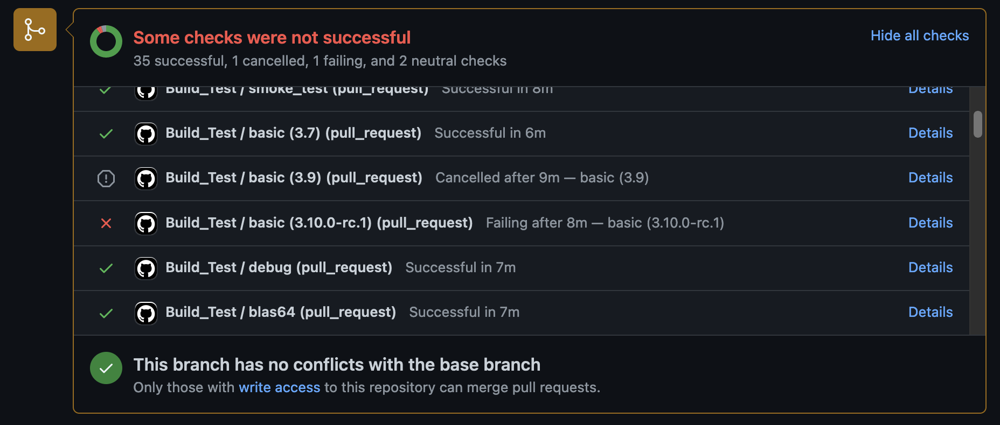 Some checks were not successful
Hide all checks
35 successful, 1 cancelled, 1 failing, and 2 neutral checks
Build_Test / smoke_test (pull_request) Successful in 8m Details
Build_Test / basic (3.7) (pull_request) Successful in 6m Details
Build_Test / basic (3.9) (pull_request) Cancelled after 9m — basic (3.9) Details
Build_Test / basic (3.10.0-rc.1) (pull_request) Failing after 8m — basic (3.10.0-rc.1) Details
Build_Test / debug (pull_request) Successful in 7m Details
Build_Test / blas64 (pull_request) Successful in 7m Details
This branch has no conflicts with the base branch
Only those with write access to this repository can merge pull requests.